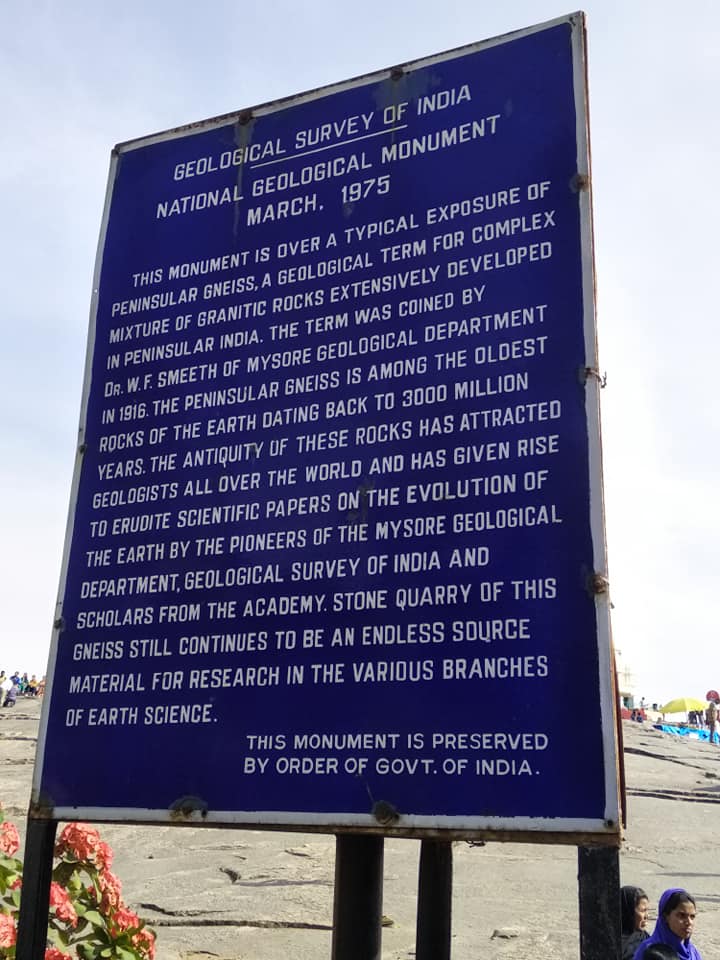 GEOLOGICAL SURVEY OF INDIA
NATIONAL GEOLOGICAL MONUMENT
MARCH, 1975
THIS MONUMENT IS OVER A TYPICAL EXPOSURE OF
PENINSULAR GNEISS, A GEOLOGICAL TERM FOR COMPLEX
MIXTURE OF GRANITIC ROCKS EXTENSIVELY DEVELOPED
IN PENINSULAR INDIA. THE TERM WAS COINED BY
DR. W.F. SMEETH OF MYSORE GEOLOGICAL DEPARTMENT
IN 1916. THE PENINSULAR GNEISS IS AMONG THE OLDEST
ROCKS OF THE EARTH DATING BACK TO 3000 MILLION
YEARS. THE ANTIQUITY OF THESE ROCKS HAS ATTRACTED
GEOLOGISTS ALL OVER THE WORLD AND HAS GIVEN RISE
TO ERUDITE SCIENTIFIC PAPERS ON THE EVOLUTION OF
THE EARTH BY THE PIONEERS OF THE MYSORE GEOLOGICAL
DEPARTMENT, GEOLOGICAL SURVEY OF INDIA AND
SCHOLARS FROM THE ACADEMY. STONE QUARRY OF THIS
GNEISS STILL CONTINUES TO BE AN ENDLESS SOURCE
MATERIAL FOR RESEARCH IN THE VARIOUS BRANCHES
OF EARTH SCIENCE.
THIS MONUMENT IS PRESERVED
BY ORDER OF GOVT. OF INDIA.